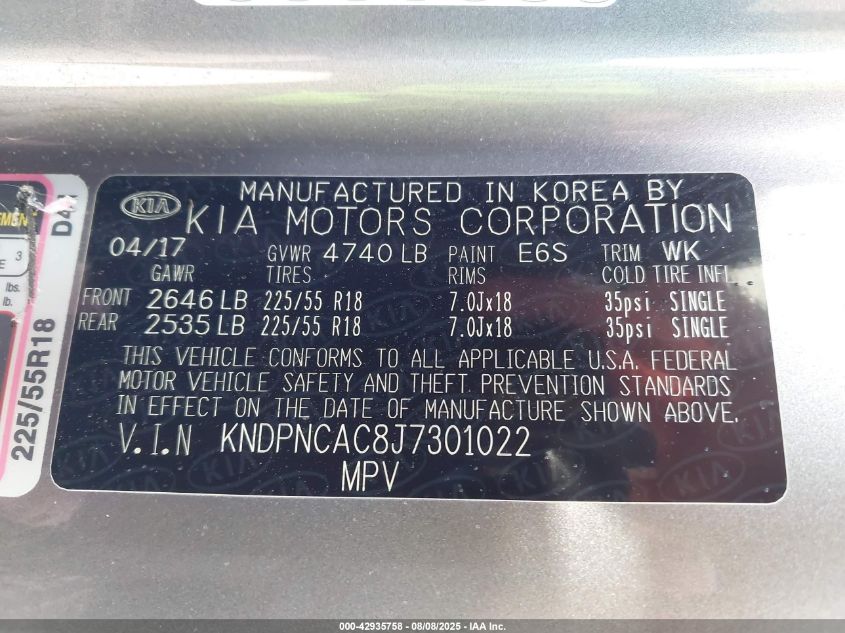 MANUFACTURED IN KOREA BY
KIA KIA MOTORS CORPORATION
04/17 GVWR 4740 LB PAINT E6S TRIM WK
GAWR TIRES RIMS COLD TIRE INFL
FRONT 2646 LB 225/55 R18 7.0Jx18 35psi SINGLE
REAR 2535 LB 225/55 R18 7.0Jx18 35psi SINGLE
THIS VEHICLE CONFORMS TO ALL APPLICABLE U.S.A. FEDERAL
MOTOR VEHICLE SAFETY AND THEFT PREVENTION STANDARDS
IN EFFECT ON THE DATE OF MANUFACTURE SHOWN ABOVE.
V.I.N KNDPNCAC8J7301022
MPV
3
lbs.
lb.
225/55R18
000-42935758 - 08/08/2025 - IAA Inc.